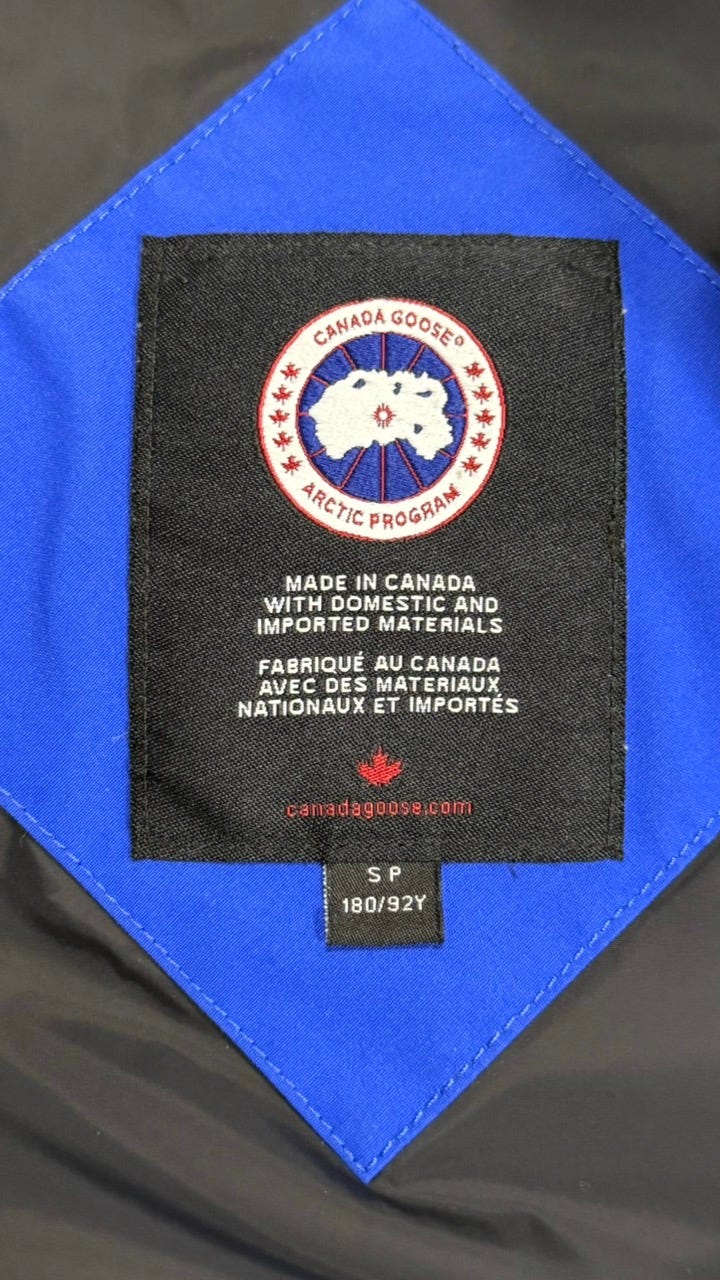 CANADA GOOSE®
ARCTIC PROGRAM
MADE IN CANADA
WITH DOMESTIC AND
IMPORTED MATERIALS
FABRIQUÉ AU CANADA
AVEC DES MATERIAUX
NATIONAUX ET IMPORTÉS
canadagoose.com
S P
180/92Y